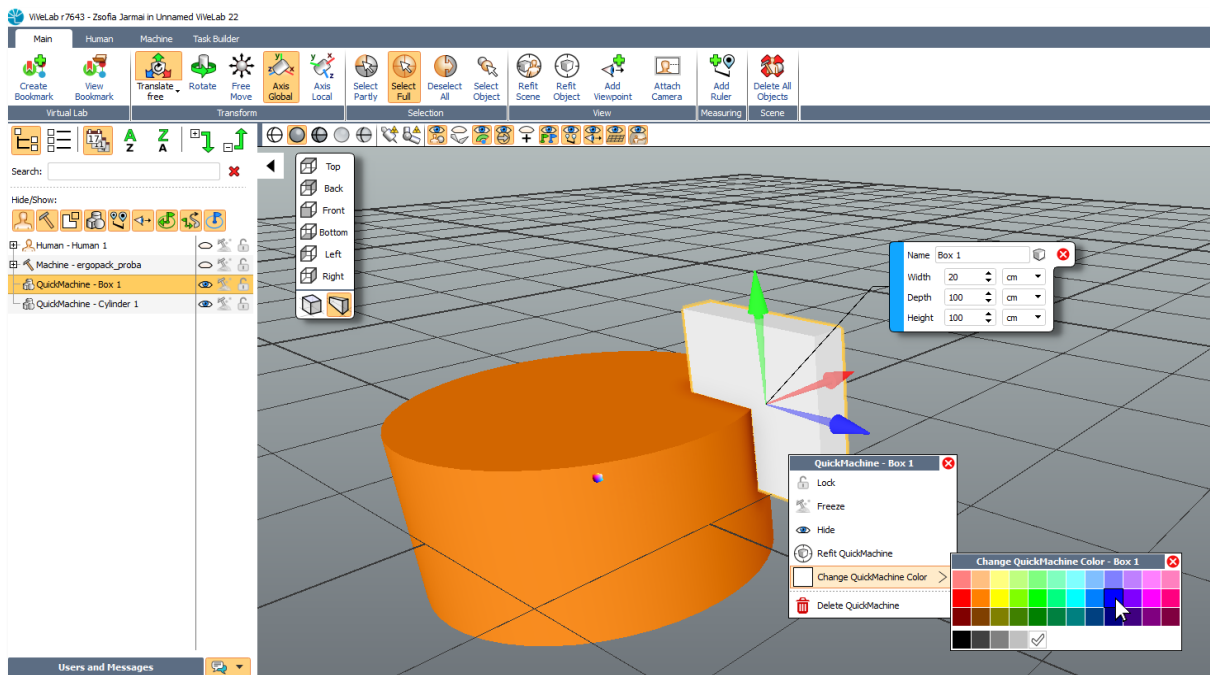 ViveLab r7643 - Zsofia Jarmai in Unnamed ViVeLab 22
Main Human Machine Task Builder
Create Bookmark
View Bookmark
Translate free
Rotate
Free Move
Axis Global
Axis Local
Select Partly
Select Full
Deselect All
Select Object
Refit Scene
Refit Object
Add Viewpoint
Attach Camera
Add Ruler
Delete All Objects
Virtual Lab Transform Selection View Measuring Scene
17
A Z
Z A
Search:
Hide/Show:
Human - Human 1
Machine - ergopack_proba
QuickMachine - Box 1
QuickMachine - Cylinder 1
Users and Messages
Top
Back
Front
Bottom
Left
Right
Name Box 1
Width 20 cm
Depth 100 cm
Height 100 cm
QuickMachine - Box 1
Lock
Freeze
Hide
Refit QuickMachine
Change QuickMachine Color
Delete QuickMachine
Change QuickMachine Color - Box 1